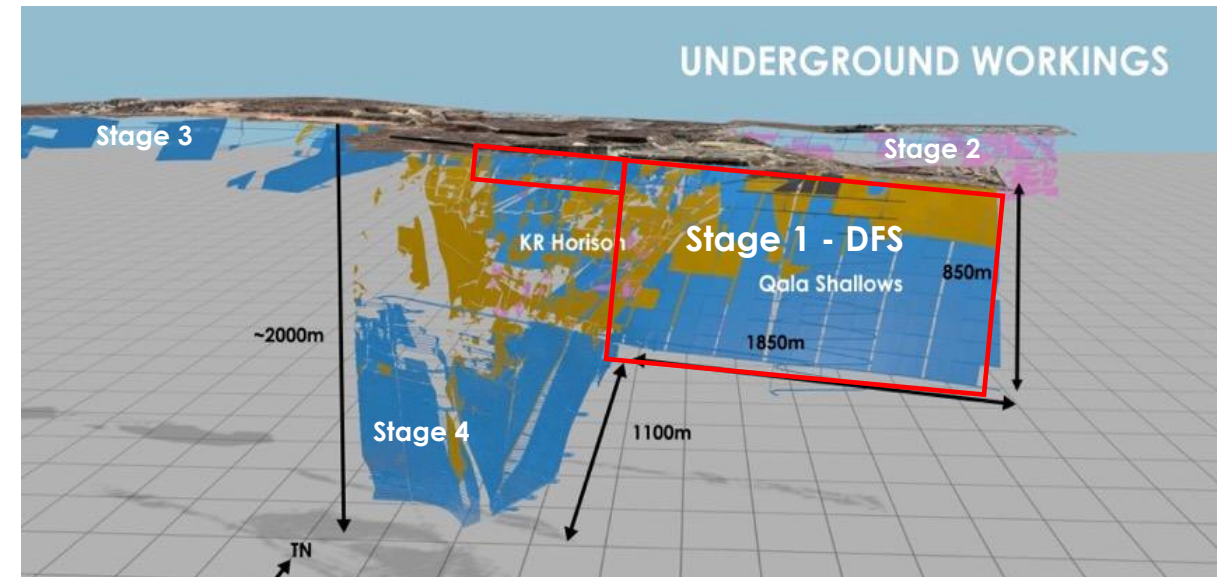 UNDERGROUND WORKINGS
Stage 3
Stage 2
KR Horison
Stage 1 - DFS
Qala Shallows
850m
~2000m
1850m
Stage 4
1100m
TN